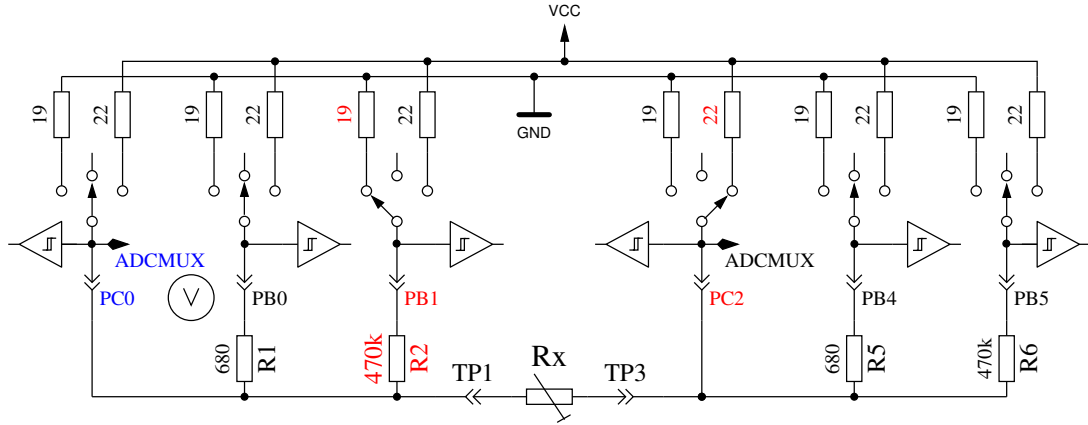 VCC
19
22
19
22
19
22
GND
19
22
19
22
19
22
ADCMUX
ADCMUX
PC0
V
PB0
PB1
PC2
PB4
PB5
680
R1
470k
R2
TP1
Rx
TP3
680
R5
470k
R6